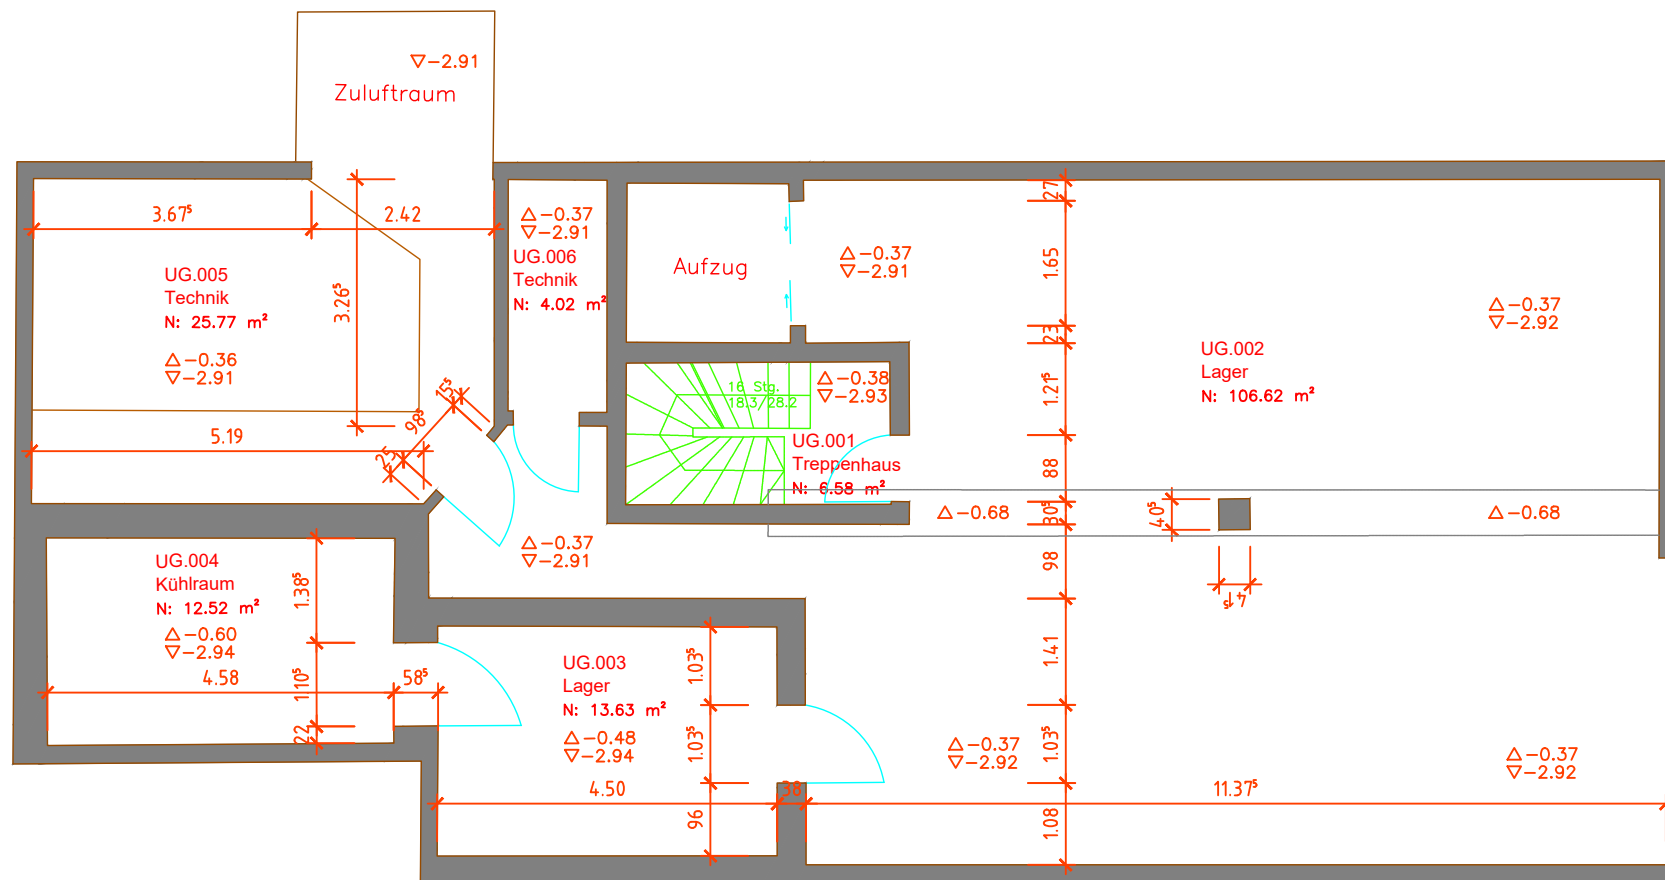 ▽-2.91
Zuluftraum
3.67⁵
2.42
3.26⁵
UG.005
Technik
N: 25.77 m²
△-0.36
▽-2.91
5.19
15⁵
98⁵
25
△-0.37
▽-2.91
UG.006
Technik
N: 4.02 m²
Aufzug
△-0.37
▽-2.91
27
1.65
23
1.21⁵
88
30⁵
98
1.41
1.03⁵
1.08
△-0.37
▽-2.92
UG.002
Lager
N: 106.62 m²
16 Stg.
18.3/28.2
△-0.38
▽-2.93
UG.001
Treppenhaus
N: 6.58 m²
△-0.68
40⁵
△-0.68
41⁵
△-0.37
▽-2.91
UG.004
Kühlraum
N: 12.52 m²
△-0.60
▽-2.94
1.38⁵
1.10⁵
22
4.58
58⁵
UG.003
Lager
N: 13.63 m²
△-0.48
▽-2.94
1.03⁵
1.03⁵
96
4.50
38
△-0.37
▽-2.92
11.37⁵
△-0.37
▽-2.92